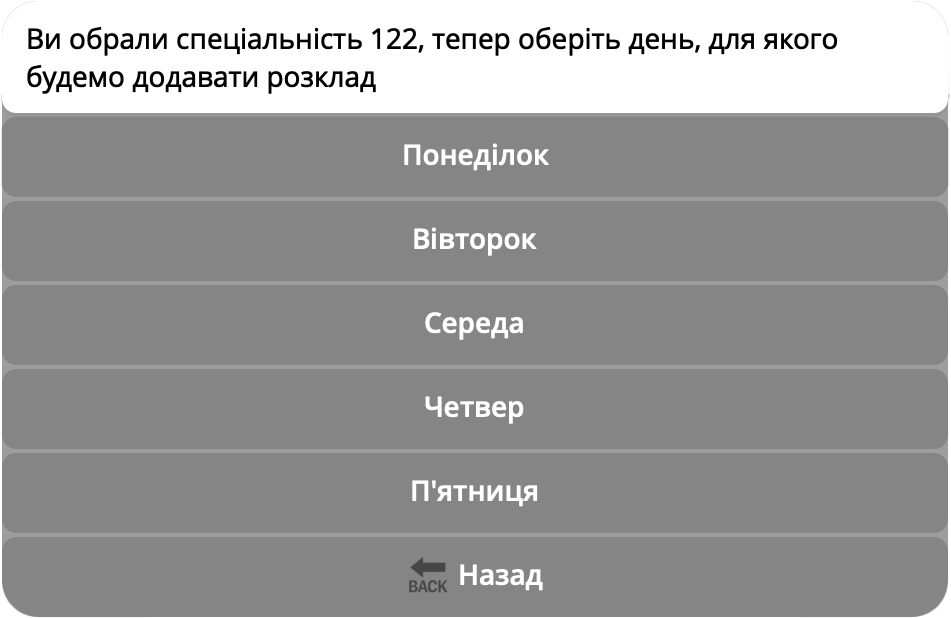 Ви обрали спеціальність 122, тепер оберіть день, для якого
будемо додавати розклад
Понеділок
Вівторок
Середа
Четвер
П'ятниця
BACK Назад